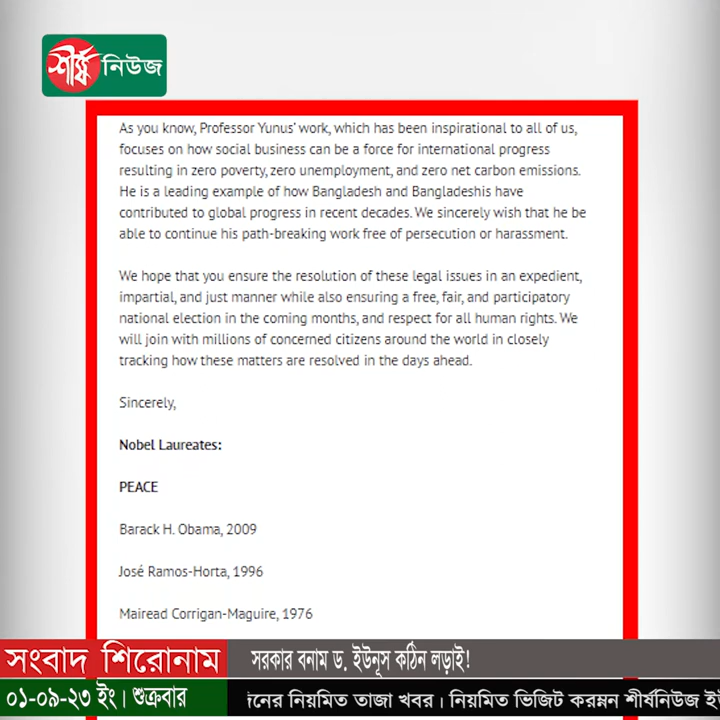 শীর্ষ নিউজ
As you know, Professor Yunus' work, which has been inspirational to all of us,
focuses on how social business can be a force for international progress
resulting in zero poverty, zero unemployment, and zero net carbon emissions.
He is a leading example of how Bangladesh and Bangladeshis have
contributed to global progress in recent decades. We sincerely wish that he be
able to continue his path-breaking work free of persecution or harassment.
We hope that you ensure the resolution of these legal issues in an expedient,
impartial, and just manner while also ensuring a free, fair, and participatory
national election in the coming months, and respect for all human rights. We
will join with millions of concerned citizens around the world in closely
tracking how these matters are resolved in the days ahead.
Sincerely,
Nobel Laureates:
PEACE
Barack H. Obama, 2009
José Ramos-Horta, 1996
Mairead Corrigan-Maguire, 1976
সংবাদ শিরোনাম
সরকার বনাম ড. ইউনূস কঠিন লড়াই!
০১-০৯-২৩ ইং। শুক্রবার
নের নিয়মিত তাজা খবর। নিয়মিত ভিজিট করম্নন শীর্ষনিউজ ই